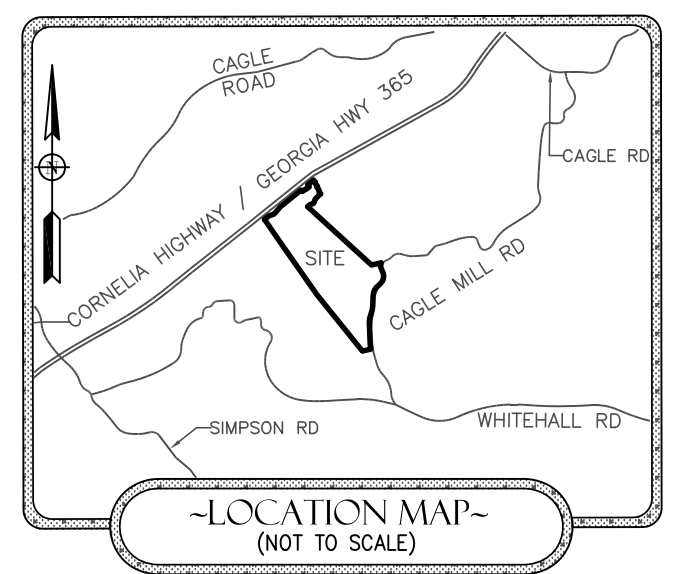 CAGLE
ROAD
CORNELIA HIGHWAY / GEORGIA HWY 365
N
CAGLE RD
SITE
CAGLE MILL RD
WHITEHALL RD
SIMPSON RD
~LOCATION MAP~
(NOT TO SCALE)